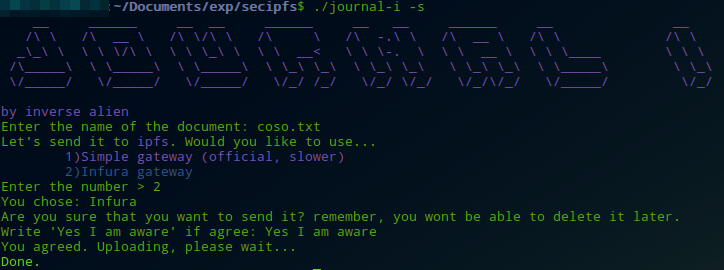 :~/Documents/exp/secipfs$ ./journal-i -s
JOURNAL I
by inverse alien
Enter the name of the document: coso.txt
Let's send it to ipfs. Would you like to use...
1)Simple gateway (official, slower)
2)Infura gateway
Enter the number > 2
You chose: Infura
Are you sure that you want to send it? remember, you wont be able to delete it later.
Write 'Yes I am aware' if agree: Yes I am aware
You agreed. Uploading, please wait...
Done.